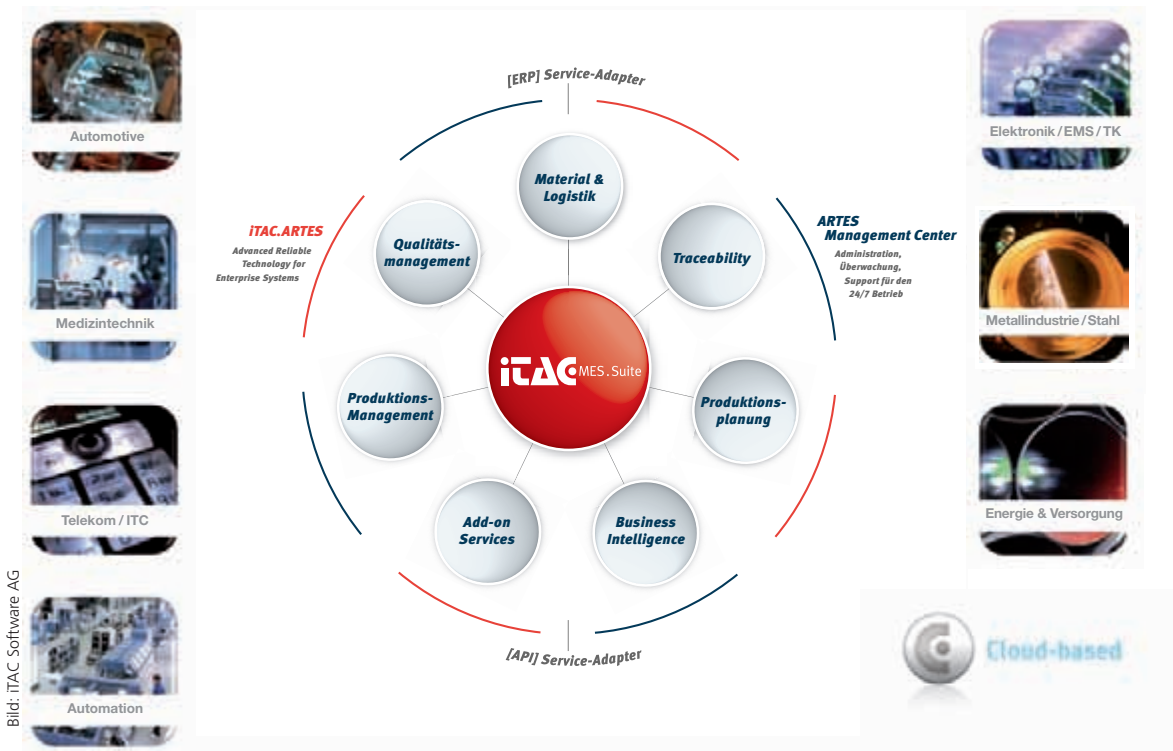 Automotive
Medizintechnik
Telekom / ITC
Automation
Bild: iTAC Software AG
[ERP] Service-Adapter
iTAC.ARTES
Advanced Reliable
Technology for
Enterprise Systems
ARTES
Management Center
Administration,
Überwachung,
Support für den
24/7 Betrieb
Material &
Logistik
Qualitäts-
management
Traceability
iTAC MES.Suite
Produktions-
Management
Produktions-
planung
Add-on
Services
Business
Intelligence
[API] Service-Adapter
Elektronik / EMS / TK
Metallindustrie / Stahl
Energie & Versorgung
Cloud-based